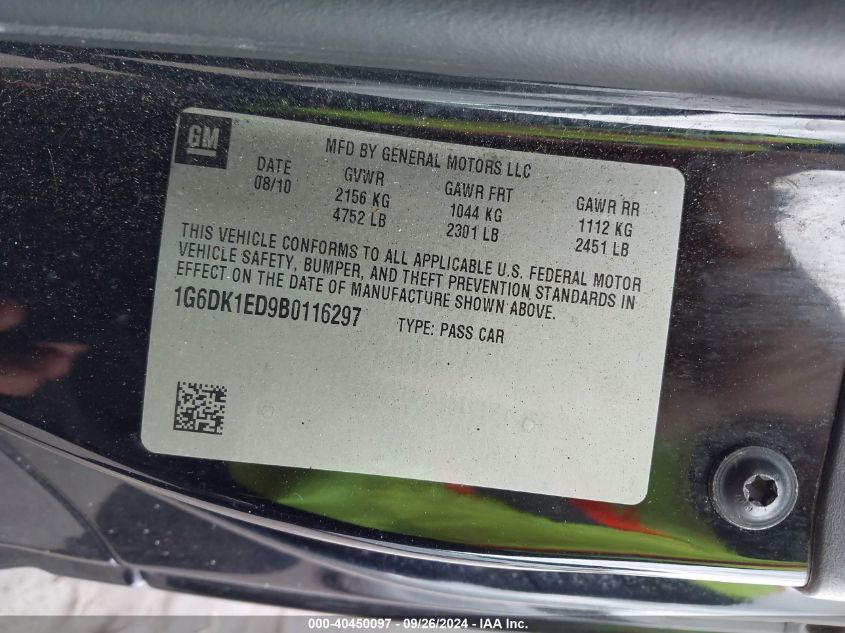 GM
MFD BY GENERAL MOTORS LLC
DATE GVWR GAWR FRT GAWR RR
08/10 2156 KG 1044 KG 1112 KG
4752 LB 2301 LB 2451 LB
THIS VEHICLE CONFORMS TO ALL APPLICABLE U.S. FEDERAL MOTOR
VEHICLE SAFETY, BUMPER, AND THEFT PREVENTION STANDARDS IN
EFFECT ON THE DATE OF MANUFACTURE SHOWN ABOVE.
1G6DK1ED9B0116297 TYPE: PASS CAR
000-40450097 - 09/26/2024 - IAA Inc.